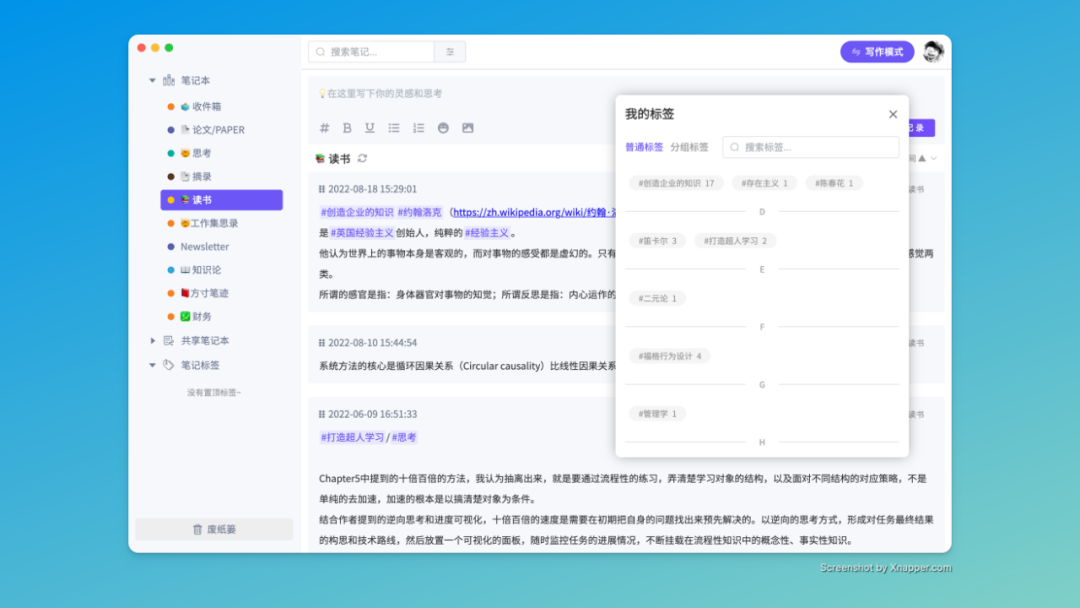 搜索笔记...
写作模式
笔记本
收件箱
论文/PAPER
思考
摘录
读书
工作集思录
Newsletter
知识论
方寸笔迹
财务
共享笔记本
笔记标签
没有置顶标签~
废纸篓
在这里写下你的灵感和思考
# B U
读书
2022-08-18 15:29:01
读书
#创造企业的知识 #约翰洛克 (https://zh.wikipedia.org/wiki/约翰·
是 #英国经验主义 创始人，纯粹的 #经验主义 。
他认为世界上的事物本身是客观的，而对事物的感受都是虚幻的。只有
感觉两
类。
所谓的感官是指：身体器官对事物的知觉；所谓反思是指：内心运作的
2022-08-10 15:44:54
读书
系统方法的核心是循环因果关系（Circular causality）比线性因果关系
2022-06-09 16:51:33
读书
#打造超人学习 / #思考
Chapter5中提到的十倍百倍的方法，我认为抽离出来，就是要通过流程性的练习，弄清楚学习对象的结构，以及面对不同结构的对应策略，不是
单纯的去加速，加速的根本是以搞清楚对象为条件。
结合作者提到的逆向思考和进度可视化，十倍百倍的速度是需要在初期把自身的问题找出来预先解决的。以逆向的思考方式，形成对任务最终结果
的构思和技术路线，然后放置一个可视化的面板，随时监控任务的进展情况，不断挂载在流程性知识中的概念性、事实性知识。
我的标签
普通标签 分组标签 搜索标签...
#创造企业的知识 17 #存在主义 1 #陈春花 1
D
#笛卡尔 3 #打造超人学习 2
E
#二元论 1
F
#福格行为设计 4
G
#管理学 1
H
录
Screenshot by Xnapper.com